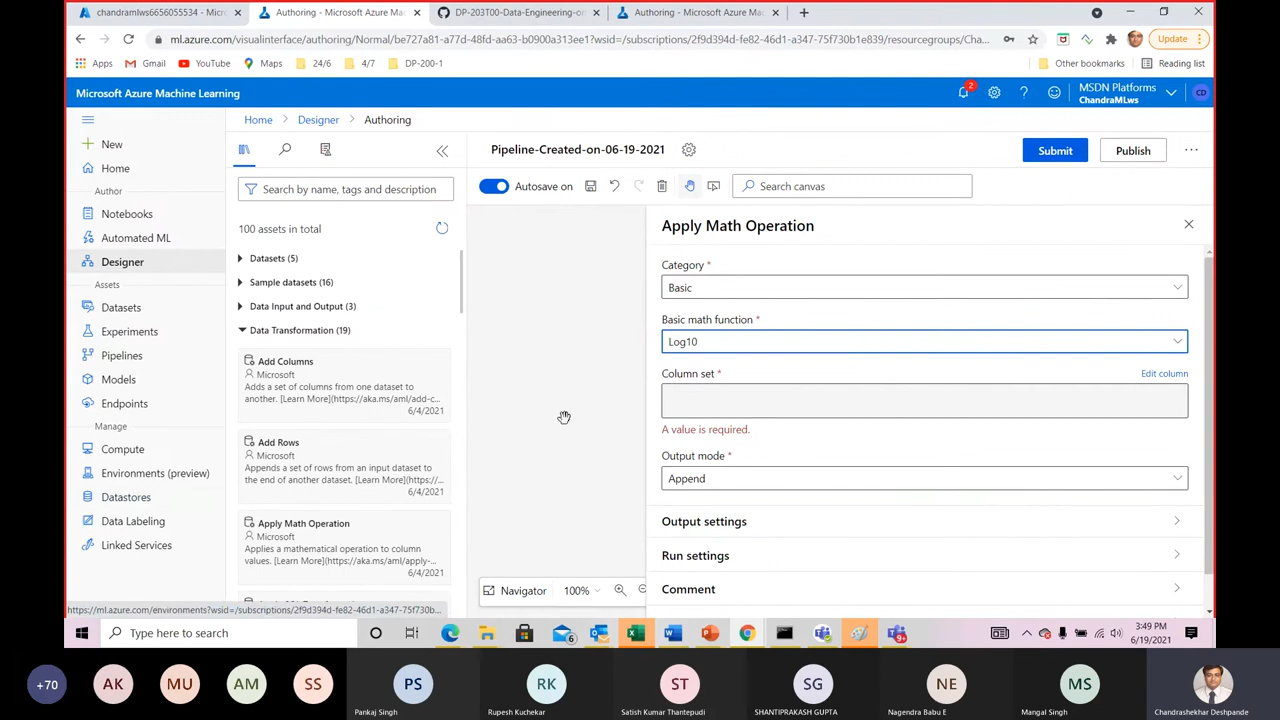 chandramlws6656055534 - Micr
Authoring - Microsoft Azure Mac
DP-203T00-Data-Engineering-o
Authoring - Microsoft Azure Mac
ml.azure.com/visualinterface/authoring/Normal/be727a81-a77d-48fd-aa63-b0900a313ee1?wsid=/subscriptions/2f9d394d-fe82-46d1-a347-75f730b1e839/resourcegroups/Cha...
Update
Apps
Gmail
YouTube
Maps
24/6
4/7
DP-200-1
Other bookmarks
Reading list
Microsoft Azure Machine Learning
2
MSDN Platforms
ChandraMLws
CD
Home
Designer
Authoring
New
Home
Author
Notebooks
Automated ML
Designer
Assets
Datasets
Experiments
Pipelines
Models
Endpoints
Manage
Compute
Environments (preview)
Datastores
Data Labeling
Linked Services
Search by name, tags and description
100 assets in total
Datasets (5)
Sample datasets (16)
Data Input and Output (3)
Data Transformation (19)
Add Columns
Microsoft
Adds a set of columns from one dataset to
another. [Learn More](https://aka.ms/aml/add-c...
6/4/2021
Add Rows
Microsoft
Appends a set of rows from an input dataset to
the end of another dataset. [Learn More](https://...
6/4/2021
Apply Math Operation
Microsoft
Applies a mathematical operation to column
values. [Learn More](https://aka.ms/aml/apply-...
6/4/2021
Pipeline-Created-on-06-19-2021
Submit
Publish
Autosave on
Search canvas
Apply Math Operation
Category *
Basic
Basic math function *
Log10
Column set *
Edit column
A value is required.
Output mode *
Append
Output settings
Run settings
Comment
Navigator
100%
https://ml.azure.com/environments?wsid=/subscriptions/2f9d394d-fe82-46d1-a347-75f730b...
Type here to search
6
9+
3:49 PM
6/19/2021
+70
AK
MU
AM
SS
PS
Pankaj Singh
RK
Rupesh Kuchekar
ST
Satish Kumar Thantepudi
SG
SHANTIPRAKASH GUPTA
NE
Nagendra Babu E
MS
Mangal Singh
Chandrashekhar Deshpande